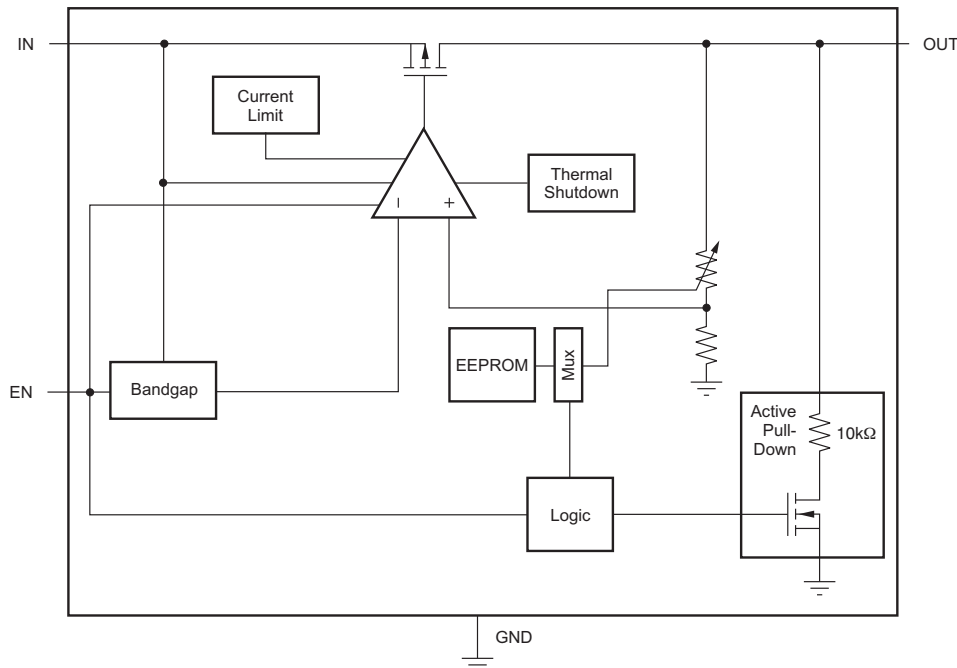 IN
OUT
Current
Limit
Thermal
Shutdown
− +
EEPROM
Mux
EN
Bandgap
Active
Pull-
Down
10kΩ
Logic
GND